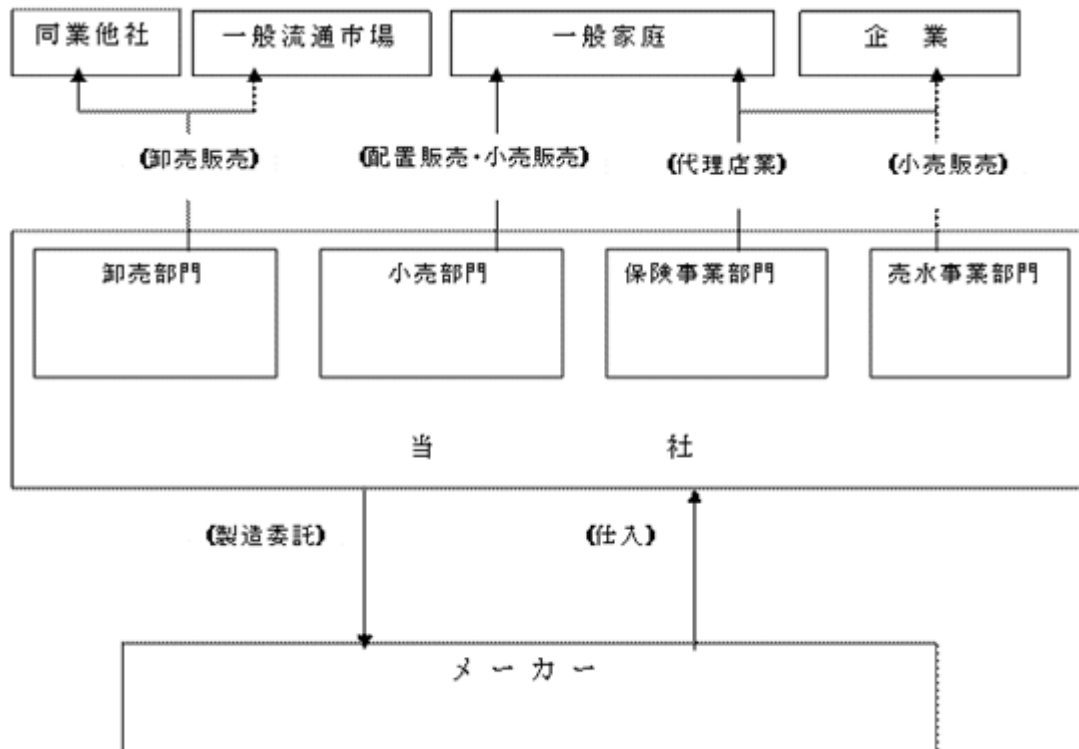 同業他社
一般流通市場
一般家庭
企 業
(卸売販売)
(配置販売・小売販売)
(代理店業)
(小売販売)
卸売部門
小売部門
保険事業部門
売水事業部門
当 社
(製造委託)
(仕入)
メーカー